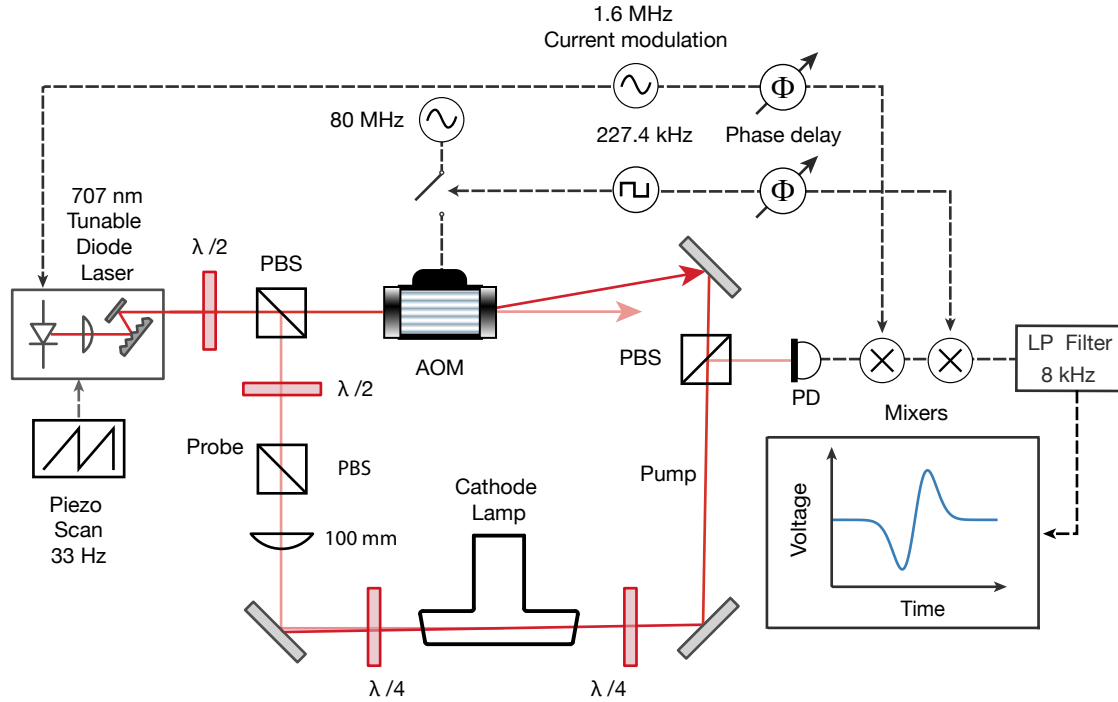 1.6 MHz
Current modulation
80 MHz
227.4 kHz
Phase delay
Φ
Φ
707 nm
Tunable
Diode
Laser
λ /2
PBS
AOM
PBS
PD
Mixers
LP Filter
8 kHz
λ /2
Probe
PBS
Pump
Piezo
Scan
33 Hz
100 mm
Cathode
Lamp
Voltage
Time
λ /4
λ /4